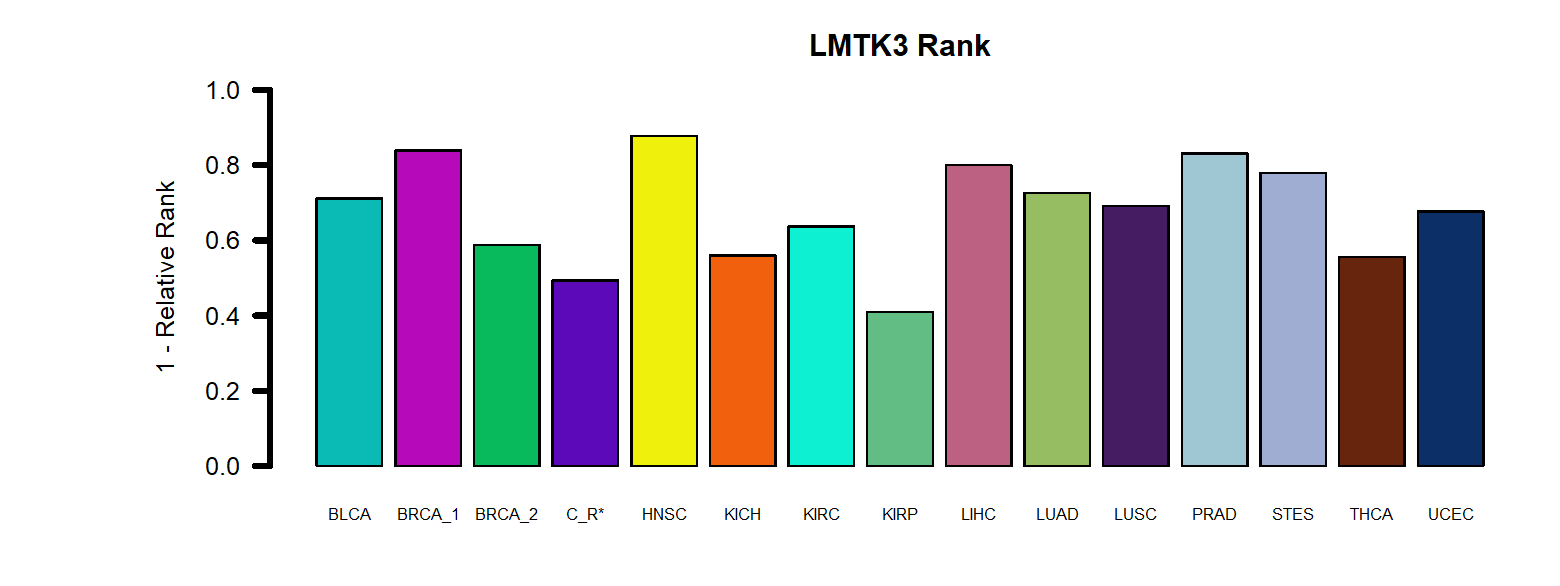 LMTK3 Rank
1 - Relative Rank
1.0
0.8
0.6
0.4
0.2
0.0
BLCA BRCA_1 BRCA_2 C_R* HNSC KICH KIRC KIRP LIHC LUAD LUSC PRAD STES THCA UCEC